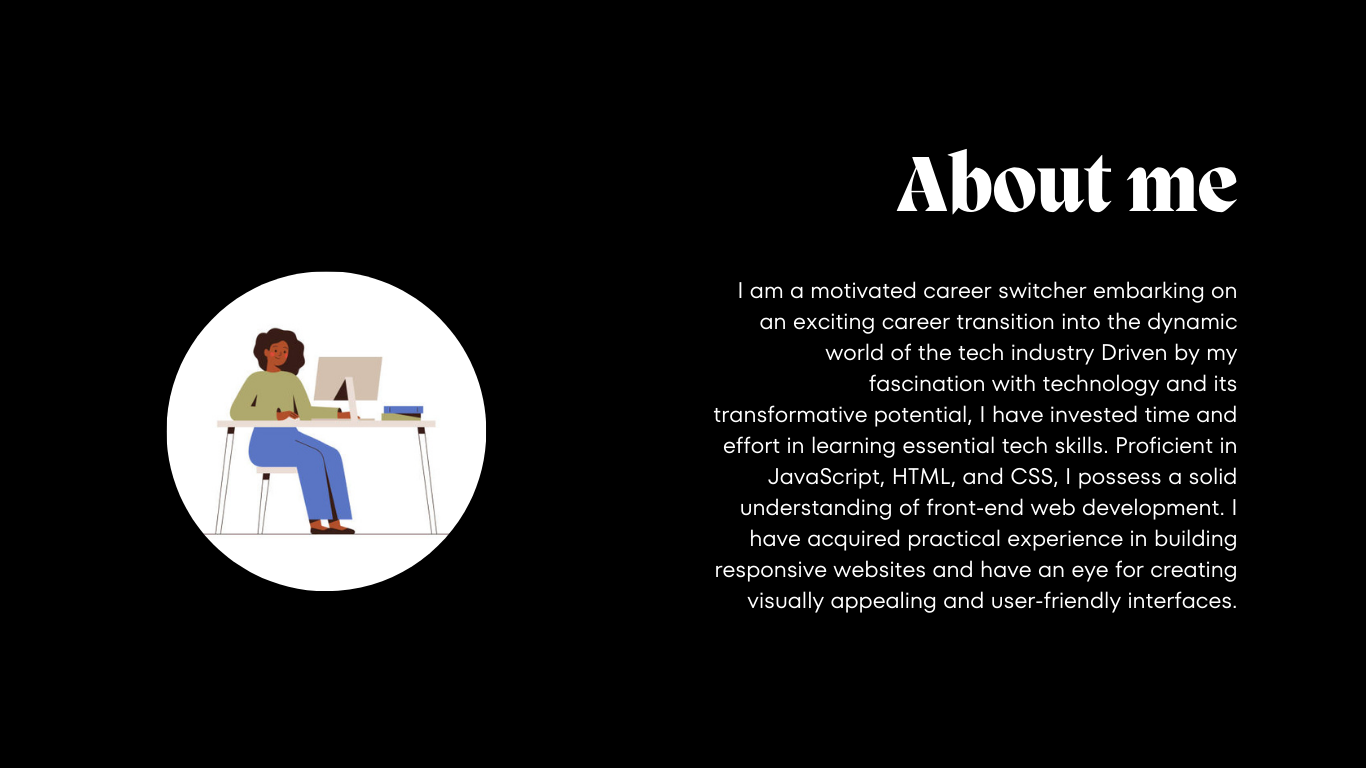 About me
I am a motivated career switcher embarking on
an exciting career transition into the dynamic
world of the tech industry Driven by my
fascination with technology and its
transformative potential, I have invested time and
effort in learning essential tech skills. Proficient in
JavaScript, HTML, and CSS, I possess a solid
understanding of front-end web development. I
have acquired practical experience in building
responsive websites and have an eye for creating
visually appealing and user-friendly interfaces.